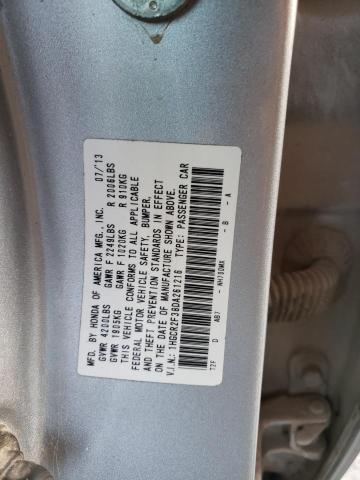 MFD. BY HONDA OF AMERICA MFG., INC. 07/'13
GVWR 4200LBS GAWR F 2249LBS R 2006LBS
GVWR 1905KG GAWR F 1020KG R 910KG
THIS VEHICLE CONFORMS TO ALL APPLICABLE
FEDERAL MOTOR VEHICLE SAFETY, BUMPER,
AND THEFT PREVENTION STANDARDS IN EFFECT
ON THE DATE OF MANUFACTURE SHOWN ABOVE.
V.I.N.: 1HGCR2F38DA261216 TYPE: PASSENGER CAR
T2F D AB7 - NH700MX - B - A